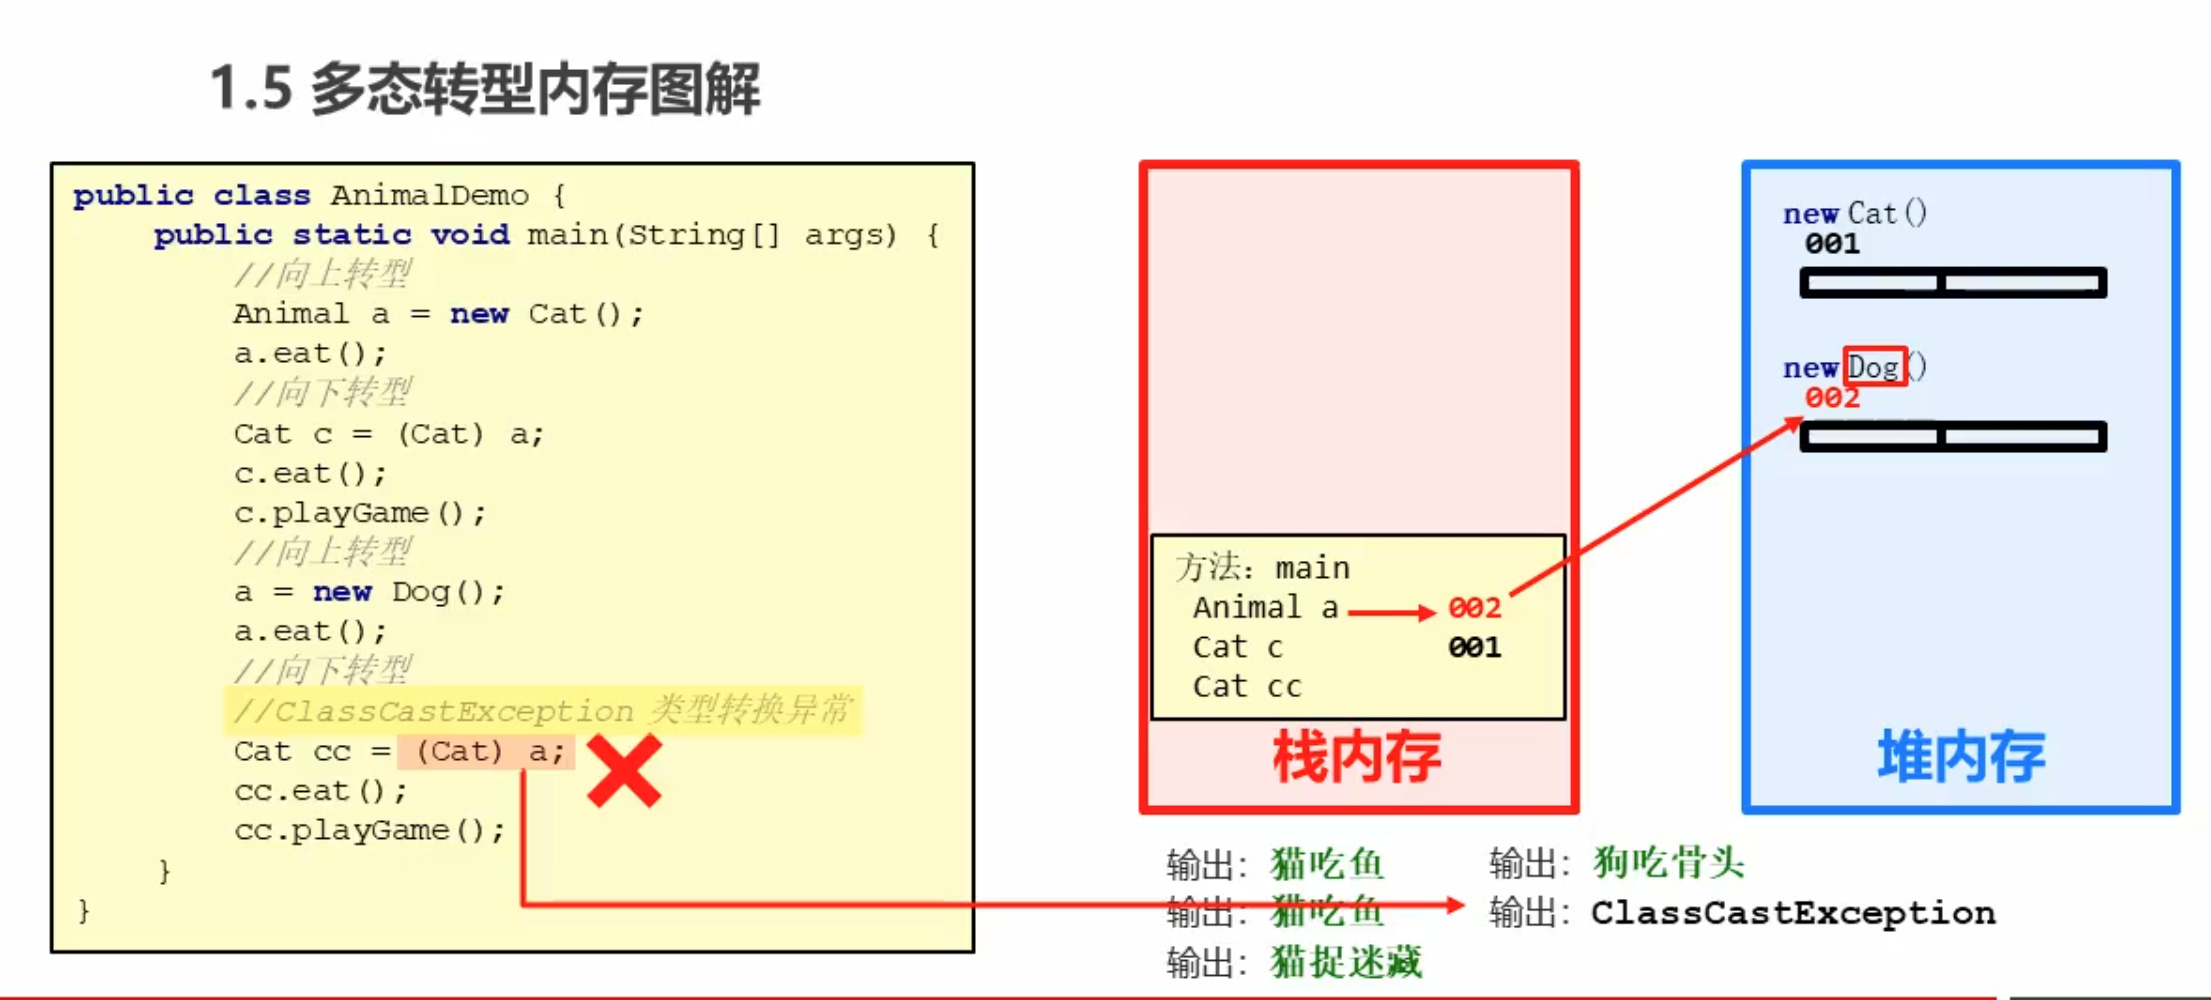 1.5 多态转型内存图解
public class AnimalDemo {
public static void main(String[] args) {
//向上转型
Animal a = new Cat();
a.eat();
//向下转型
Cat c = (Cat) a;
c.eat();
c.playGame();
//向上转型
a = new Dog();
a.eat();
//向下转型
//ClassCastException 类型转换异常
Cat cc = (Cat) a;
cc.eat();
cc.playGame();
}
}
方法: main
Animal a 002
Cat c 001
Cat cc
栈内存
new Cat()
001
new Dog()
002
堆内存
输出: 猫吃鱼
输出: 猫吃鱼
输出: 猫捉迷藏
输出: 狗吃骨头
输出: ClassCastException